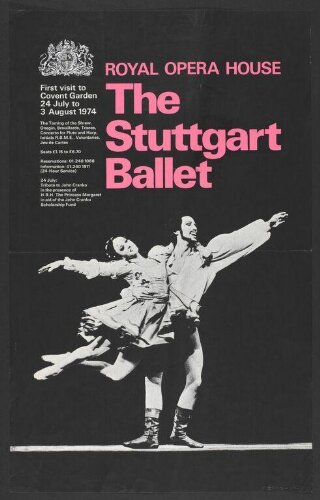 ROYAL OPERA HOUSE
The
Stuttgart
Ballet
First visit to
Covent Garden
24 July to
3 August 1974
The Taming of the Shrew,
Onegin, Brouillards, Traces,
Concerto for Flute and Harp,
Initials R.B.M.E., Voluntaries,
Jeu de Cartes
Seats £1.15 to £6.70
Reservations: 01-240 1066
Information: 01-240 1911
(24-Hour Service)
24 July:
Tribute to John Cranko
in the presence of
H.R.H. The Princess Margaret
in aid of the John Cranko
Scholarship Fund